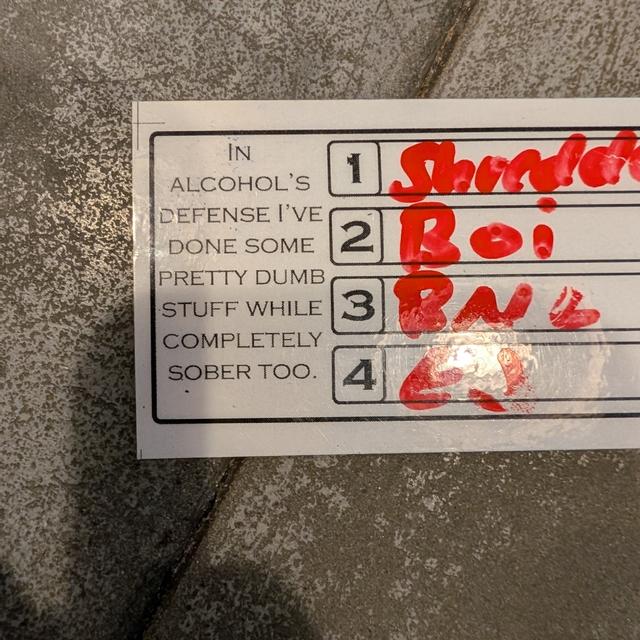 IN
ALCOHOL'S
DEFENSE I'VE
DONE SOME
PRETTY DUMB
STUFF WHILE
COMPLETELY
SOBER TOO.
1
2 Boi
3
4